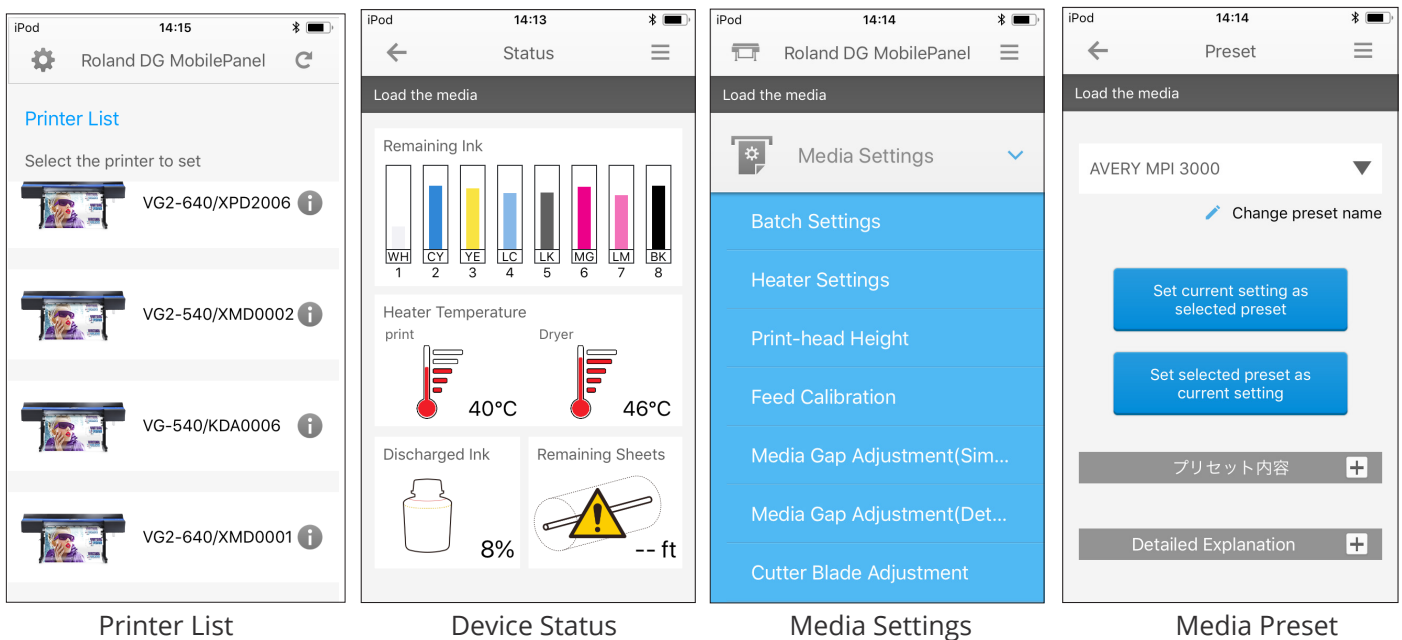 iPod 14:15
Roland DG MobilePanel
Printer List
Select the printer to set
VG2-640/XPD2006
VG2-540/XMD0002
VG-540/KDA0006
VG2-640/XMD0001
Printer List
iPod 14:13
Status
Load the media
Remaining Ink
WH CY YE LC LK MG LM BK
1 2 3 4 5 6 7 8
Heater Temperature
print Dryer
40°C 46°C
Discharged Ink Remaining Sheets
8% -- ft
Device Status
iPod 14:14
Roland DG MobilePanel
Load the media
Media Settings
Batch Settings
Heater Settings
Print-head Height
Feed Calibration
Media Gap Adjustment(Sim...
Media Gap Adjustment(Det...
Cutter Blade Adjustment
Media Settings
iPod 14:14
Preset
Load the media
AVERY MPI 3000
Change preset name
Set current setting as
selected preset
Set selected preset as
current setting
プリセット内容
Detailed Explanation
Media Preset